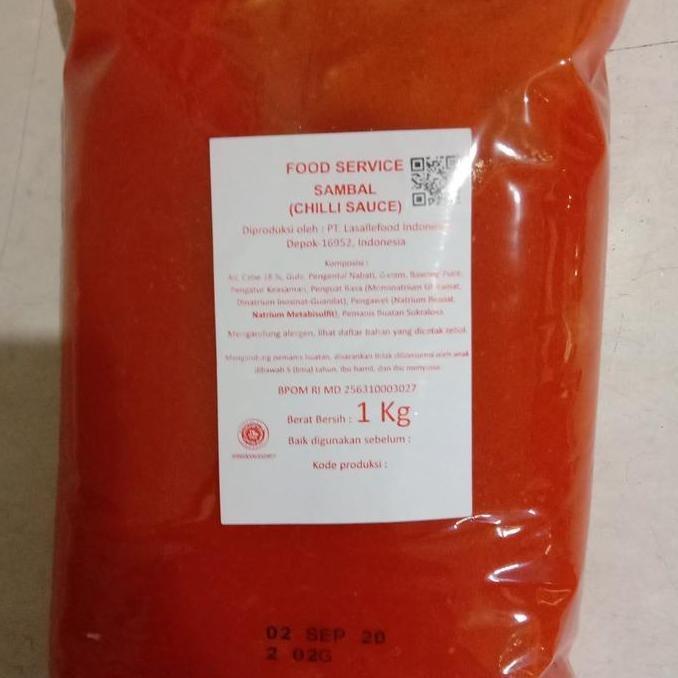 FOOD SERVICE
SAMBAL
(CHILLI SAUCE)
Diproduksi oleh : PT. Lasallefood Indonesia
Depok-16952, Indonesia
Komposisi :
Air, Cabe 18 %, Gula, Pengental Nabati, Garam, Bawang Putih,
Pengatur Keasaman, Penguat Rasa (Mononatrium Glutamat,
Dinatrium Inosinat-Guanilat), Pengawet (Natrium Benzoat,
Natrium Metabisulfit), Pemanis Buatan Sukralosa.
Mengandung alergen, lihat daftar bahan yang dicetak tebal.
Mengandung pemanis buatan, disarankan tidak dikonsumsi oleh anak
dibawah 5 (lima) tahun, ibu hamil, dan ibu menyusui.
BPOM RI MD 256310003027
Berat Bersih : 1 Kg
Baik digunakan sebelum :
Kode produksi :
02 SEP 20
2 02G